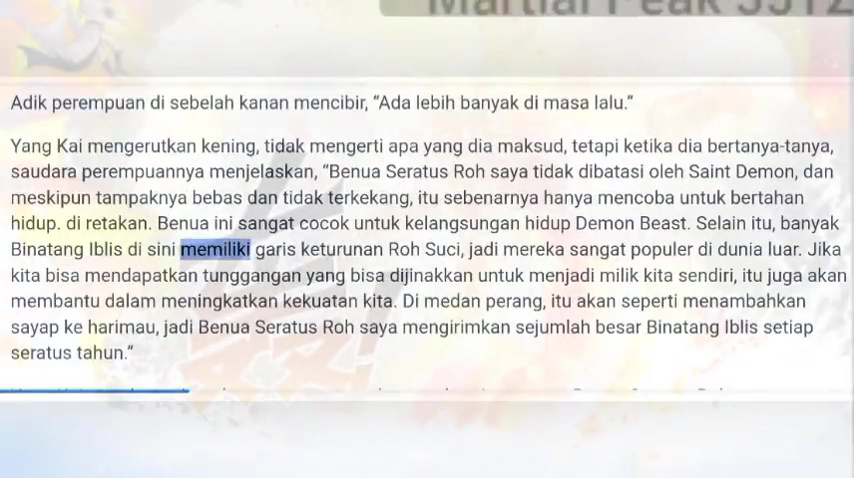 Martial Peak 3512
Adik perempuan di sebelah kanan mencibir, “Ada lebih banyak di masa lalu.”
Yang Kai mengerutkan kening, tidak mengerti apa yang dia maksud, tetapi ketika dia bertanya-tanya,
saudara perempuannya menjelaskan, “Benua Seratus Roh saya tidak dibatasi oleh Saint Demon, dan
meskipun tampaknya bebas dan tidak terkekang, itu sebenarnya hanya mencoba untuk bertahan
hidup. di retakan. Benua ini sangat cocok untuk kelangsungan hidup Demon Beast. Selain itu, banyak
Binatang Iblis di sini memiliki garis keturunan Roh Suci, jadi mereka sangat populer di dunia luar. Jika
kita bisa mendapatkan tunggangan yang bisa dijinakkan untuk menjadi milik kita sendiri, itu juga akan
membantu dalam meningkatkan kekuatan kita. Di medan perang, itu akan seperti menambahkan
sayap ke harimau, jadi Benua Seratus Roh saya mengirimkan sejumlah besar Binatang Iblis setiap
seratus tahun.”